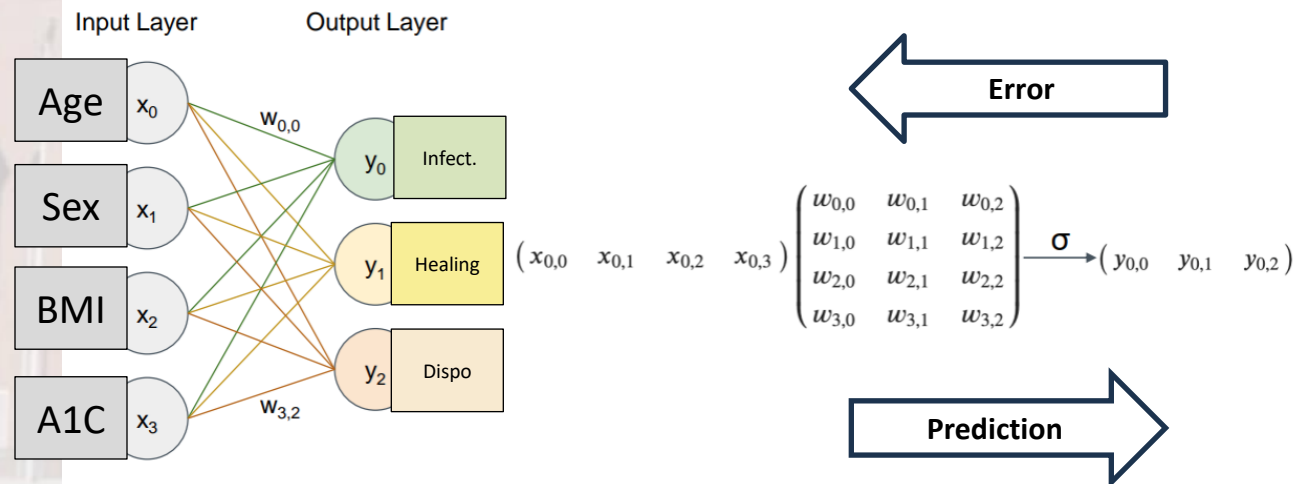 Input Layer
Output Layer
Age
x₀
Sex
x₁
BMI
x₂
A1C
x₃
w₀,₀
w₃,₂
y₀
Infect.
y₁
Healing
y₂
Dispo
Error
( x₀,₀ x₀,₁ x₀,₂ x₀,₃ )
w₀,₀ w₀,₁ w₀,₂
w₁,₀ w₁,₁ w₁,₂
w₂,₀ w₂,₁ w₂,₂
w₃,₀ w₃,₁ w₃,₂
σ
( y₀,₀ y₀,₁ y₀,₂ )
Prediction